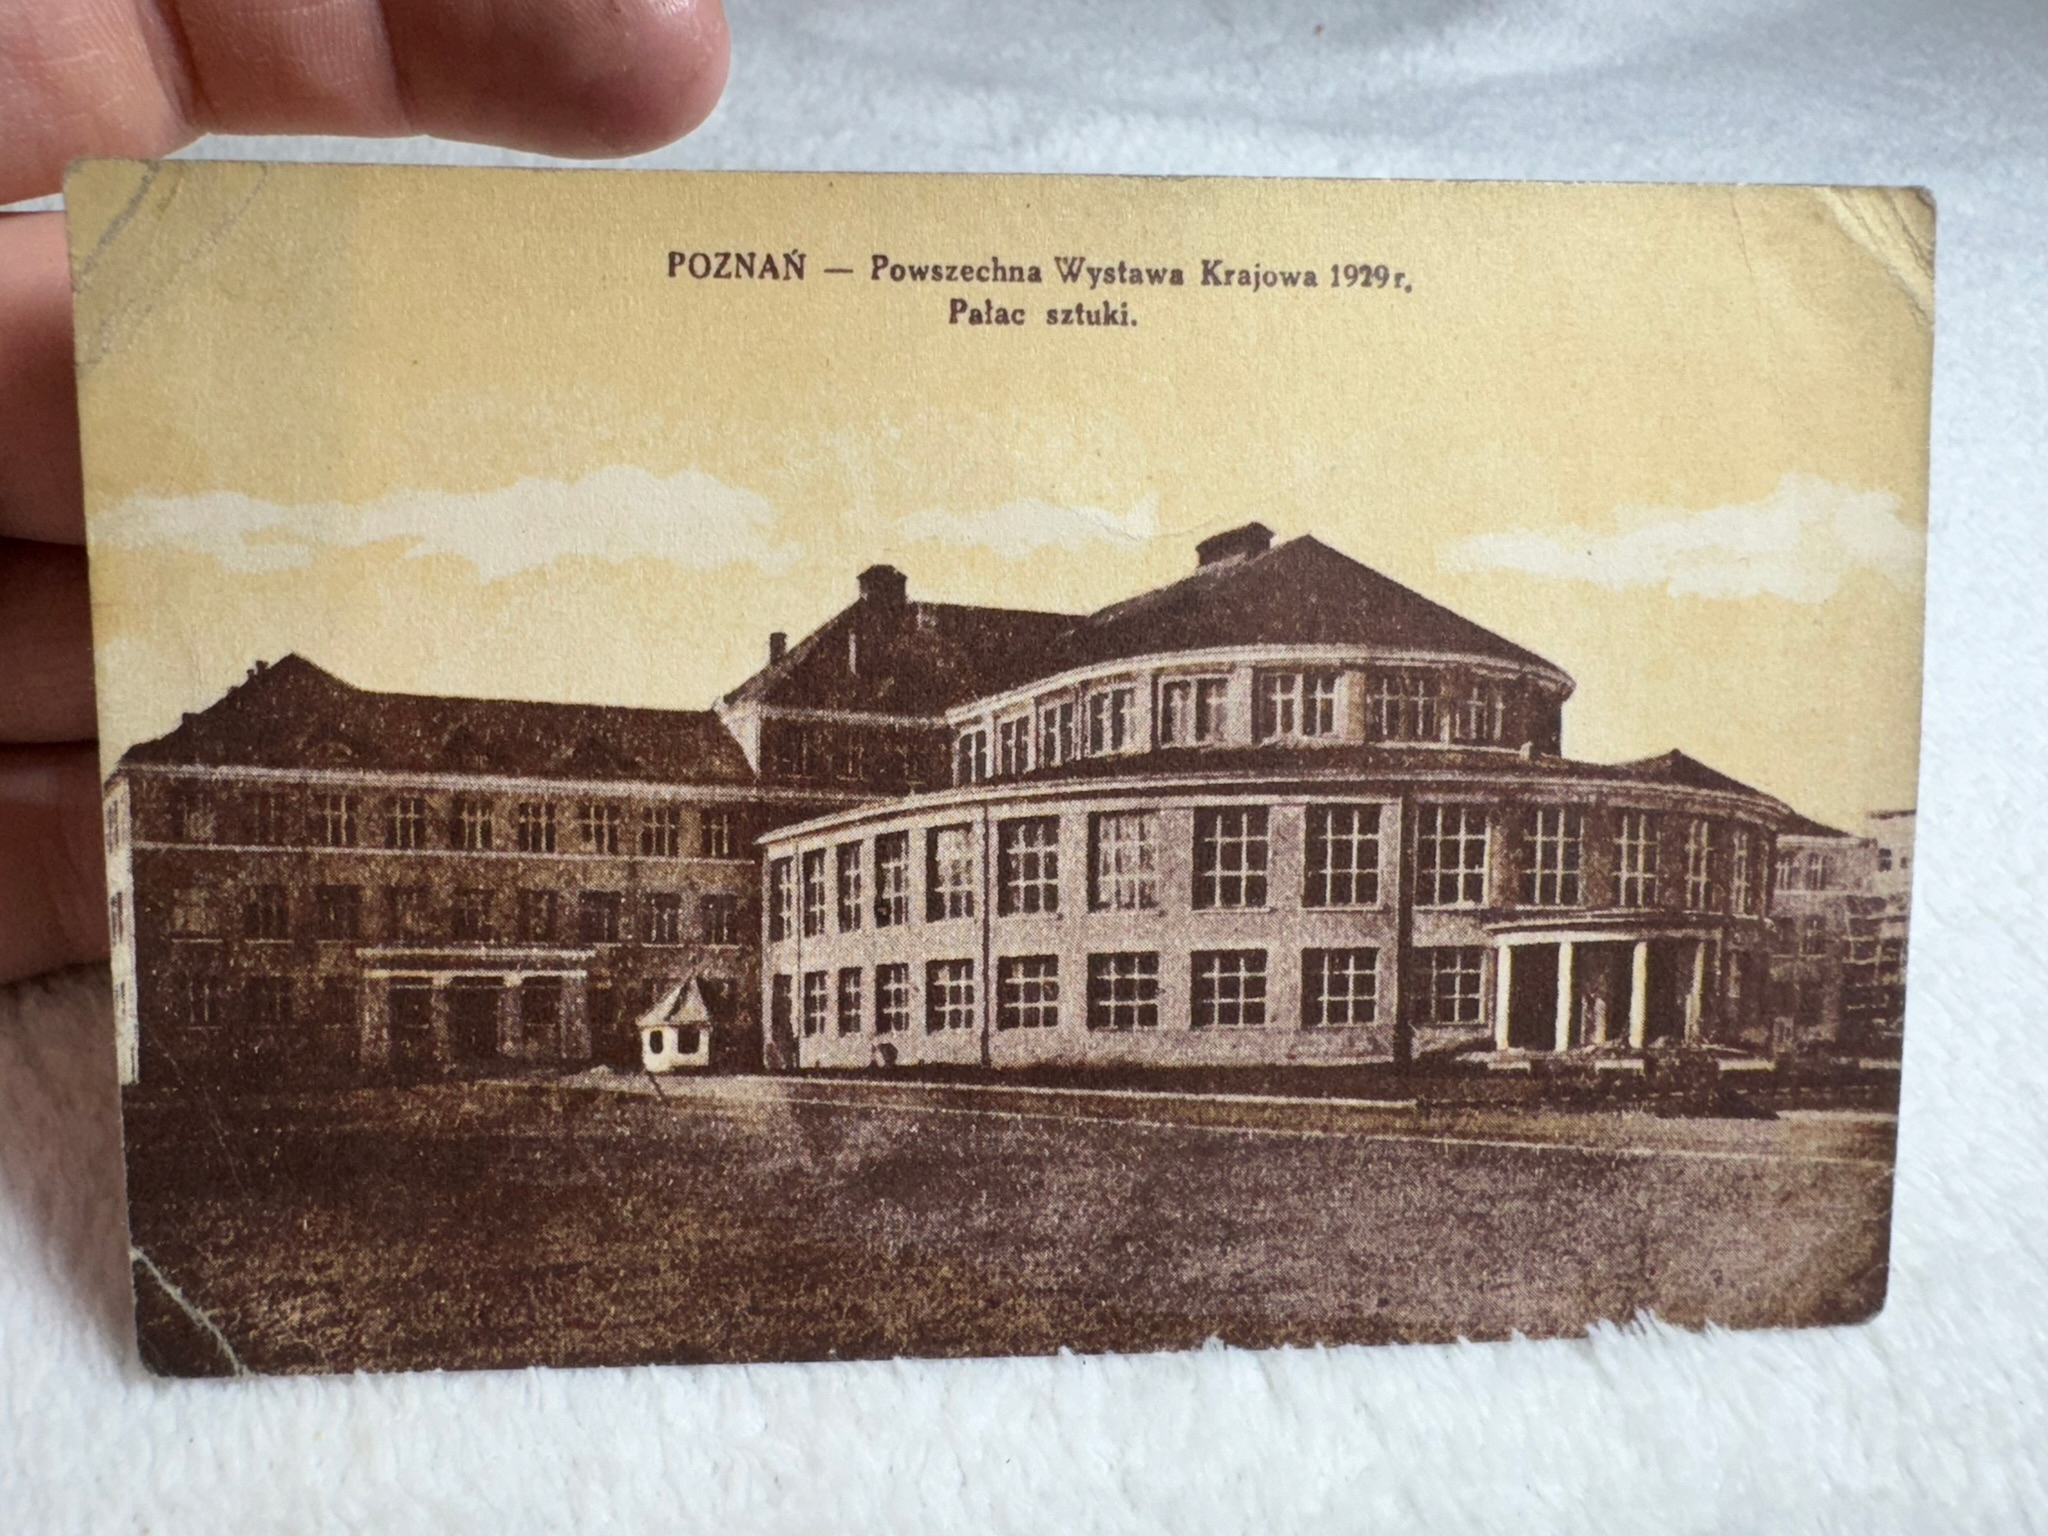 POZNAŃ — Powszechna Wystawa Krajowa 1929 r.
Pałac sztuki.